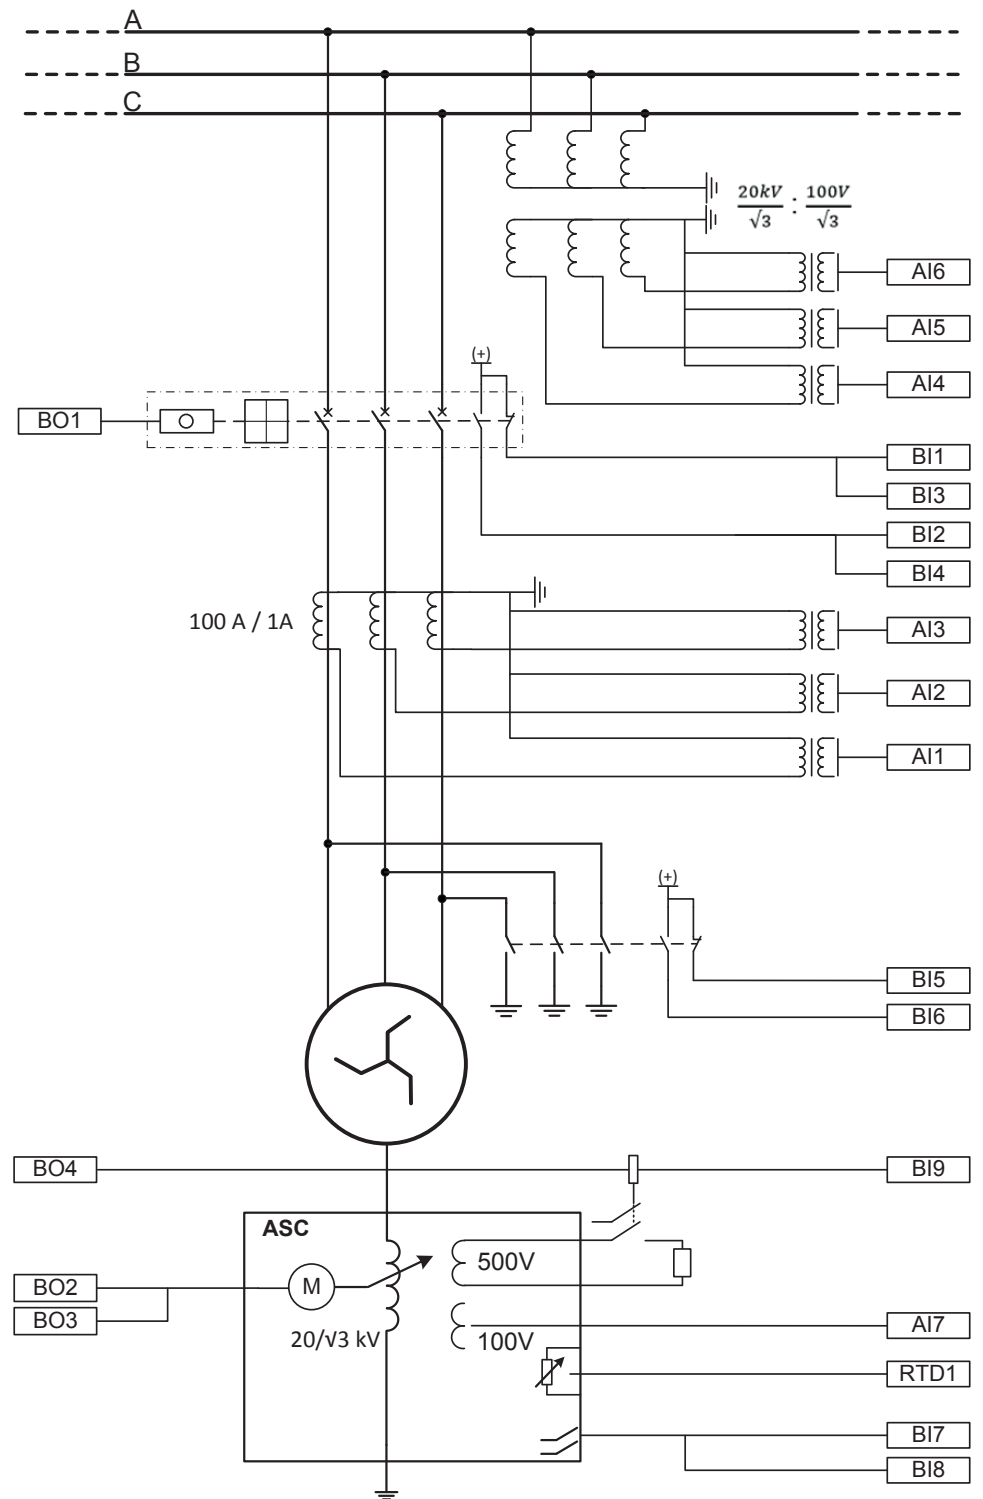 A
B
C
20kV/√3 : 100V/√3
AI6
AI5
(+)
AI4
BO1
BI1
BI3
BI2
BI4
100 A / 1A
AI3
AI2
AI1
(+)
BI5
BI6
BO4
BI9
ASC
500V
M
BO2
BO3
20/√3 kV
100V
AI7
RTD1
BI7
BI8